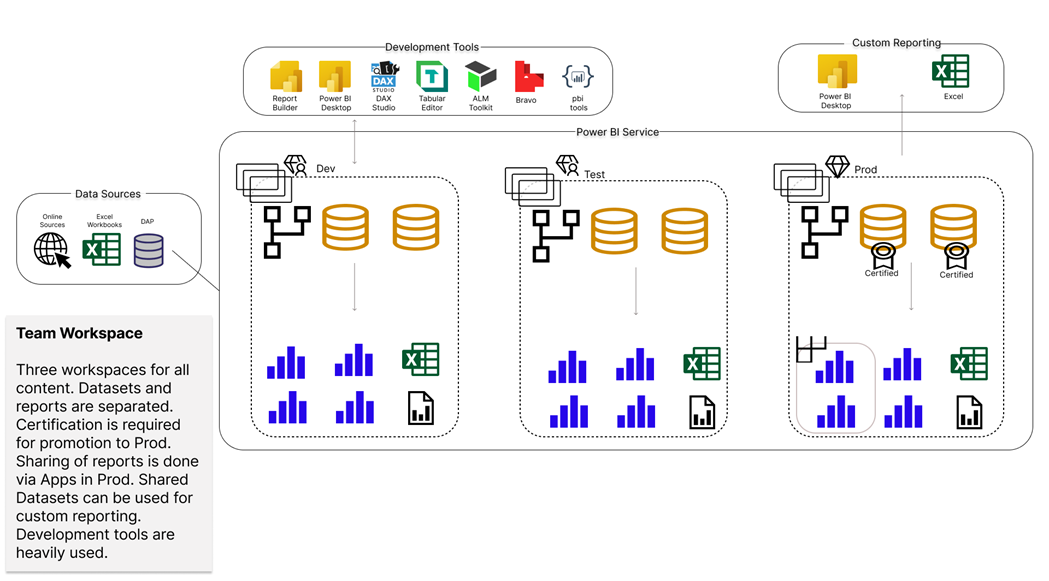 Development Tools
Report
Builder
Power BI
Desktop
DAX
STUDIO
DAX
Studio
T
Tabular
Editor
ALM
Toolkit
Bravo
pbi
tools
Custom Reporting
Power BI
Desktop
X
Excel
Power BI Service
Dev
Test
Prod
Data Sources
Online
Sources
Excel
Workbooks
X
DAP
Certified
Certified
X
X
X
Team Workspace
Three workspaces for all
content. Datasets and
reports are separated.
Certification is required
for promotion to Prod.
Sharing of reports is done
via Apps in Prod. Shared
Datasets can be used for
custom reporting.
Development tools are
heavily used.